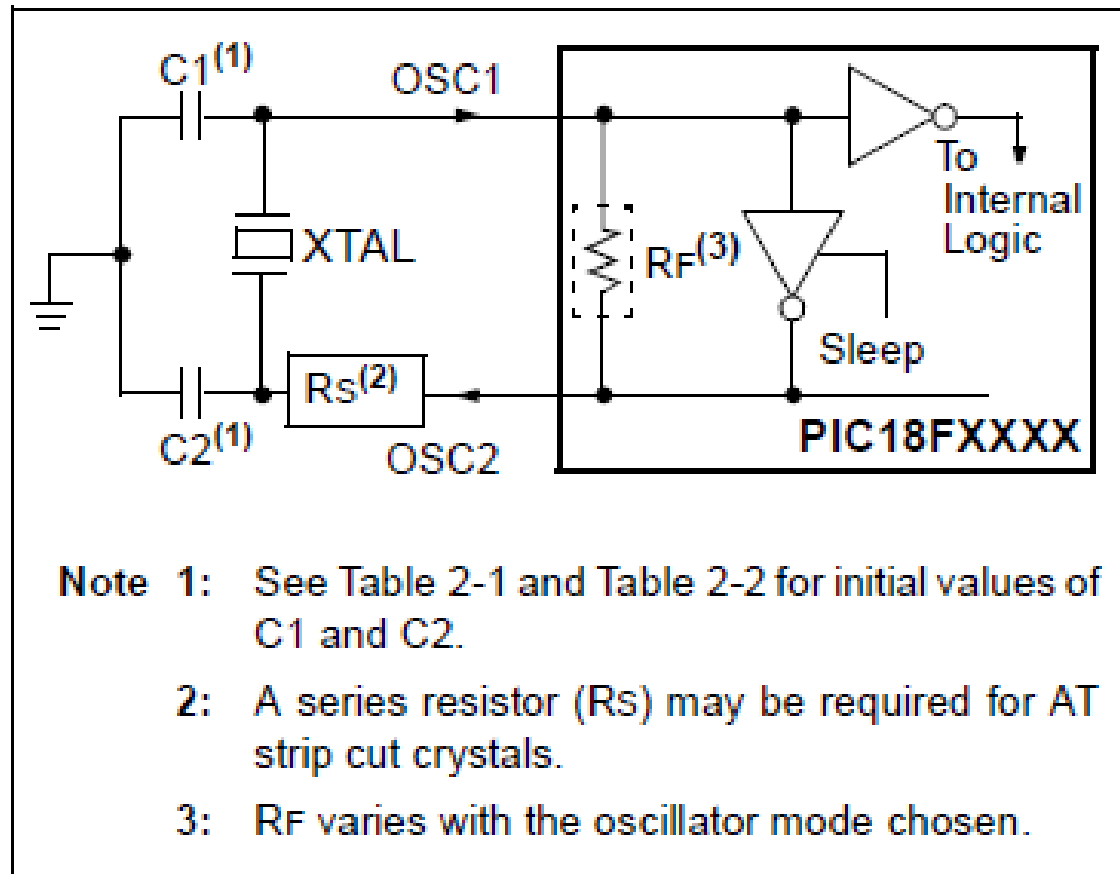 C1(1)
OSC1
To
Internal
Logic
XTAL
RF(3)
Sleep
RS(2)
C2(1)
OSC2
PIC18FXXXX
Note 1: See Table 2-1 and Table 2-2 for initial values of
C1 and C2.
2: A series resistor (RS) may be required for AT
strip cut crystals.
3: RF varies with the oscillator mode chosen.